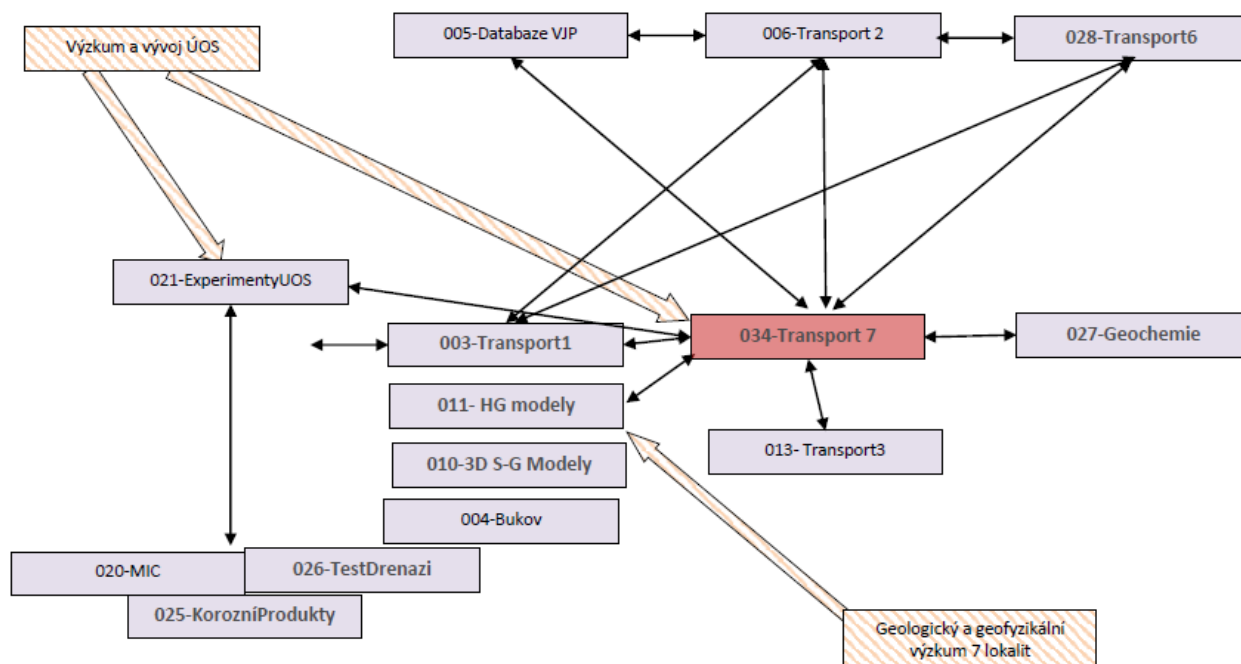 005-Databaze VJP
006-Transport 2
028-Transport6
Výzkum a vývoj ÚOS
021-ExperimentyUOS
003-Transport1
034-Transport 7
027-Geochemie
011- HG modely
013- Transport3
010-3D S-G Modely
004-Bukov
020-MIC
026-TestDrenazi
025-KorozníProdukty
Geologický a geofyzikální
výzkum 7 lokalit